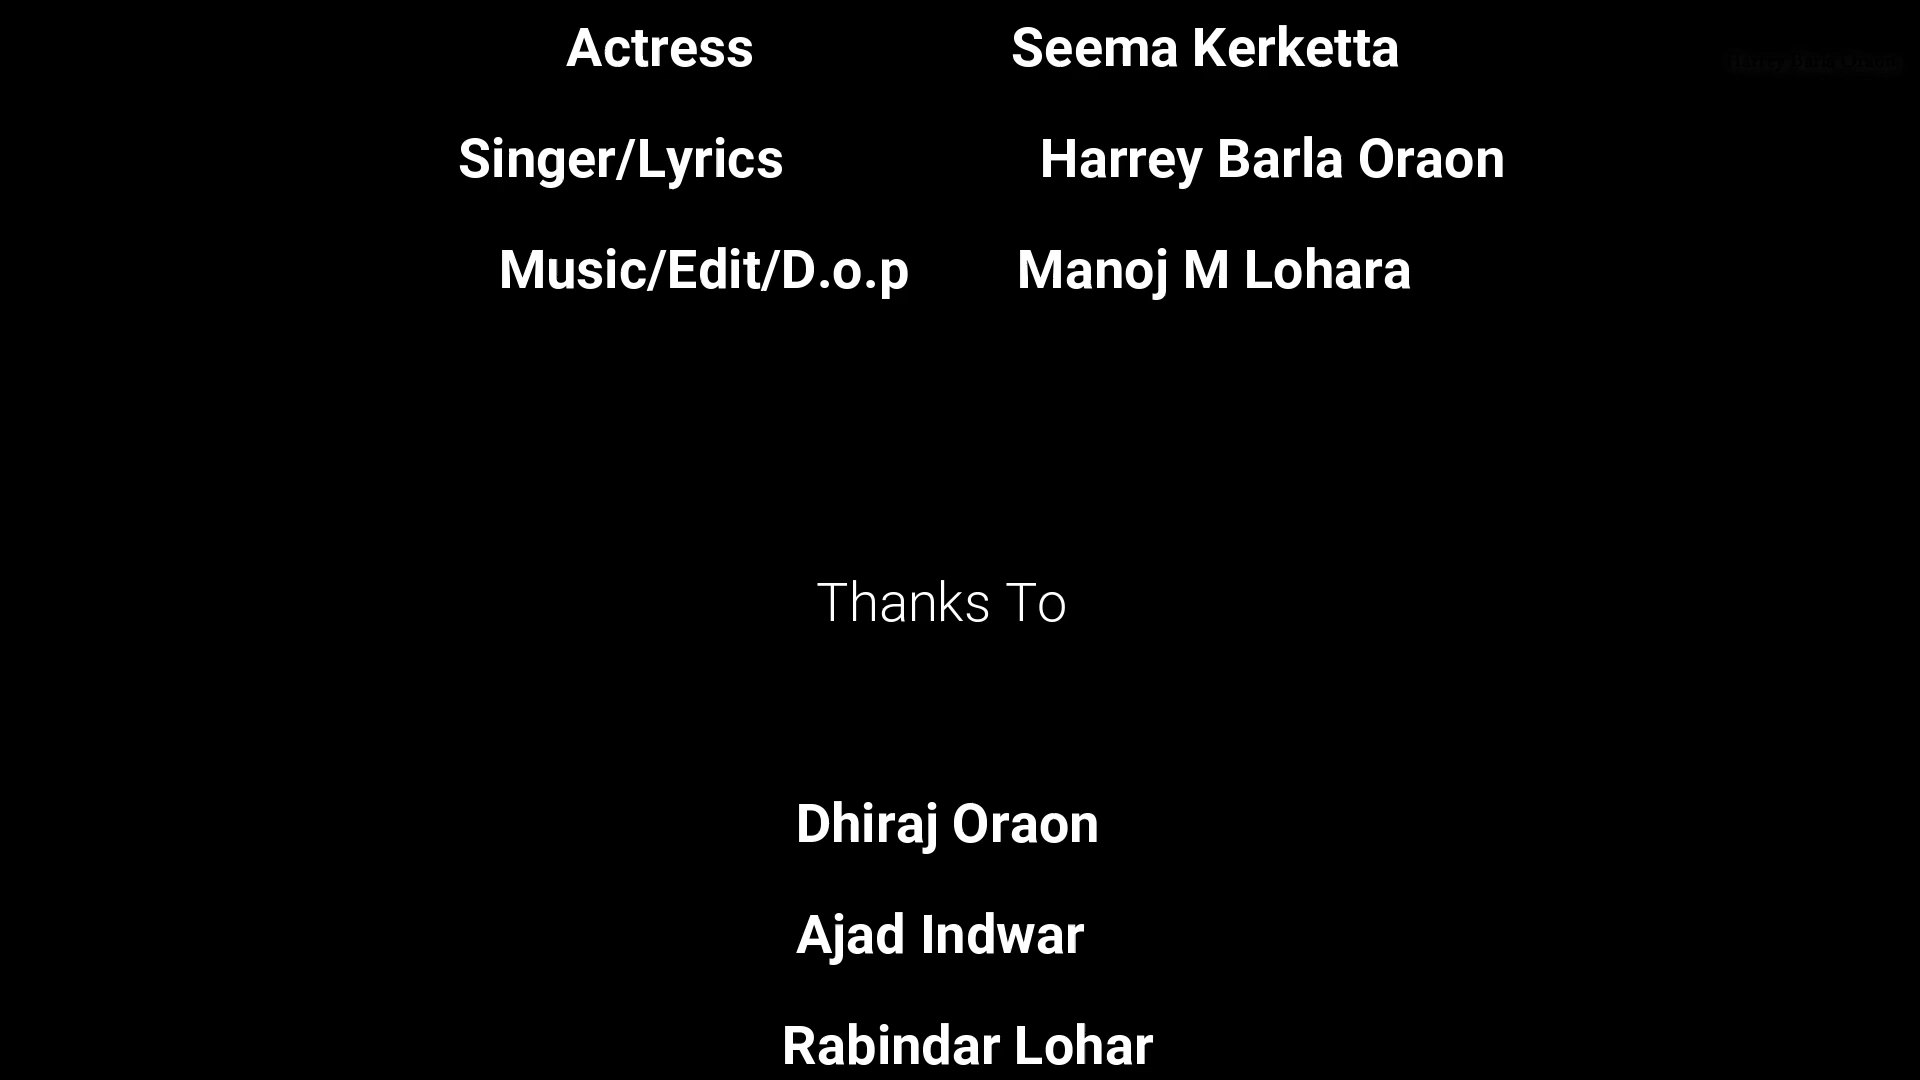 Actress Seema Kerketta
Singer/Lyrics Harrey Barla Oraon
Music/Edit/D.o.p Manoj M Lohara
Thanks To
Dhiraj Oraon
Ajad Indwar
Rabindar Lohar